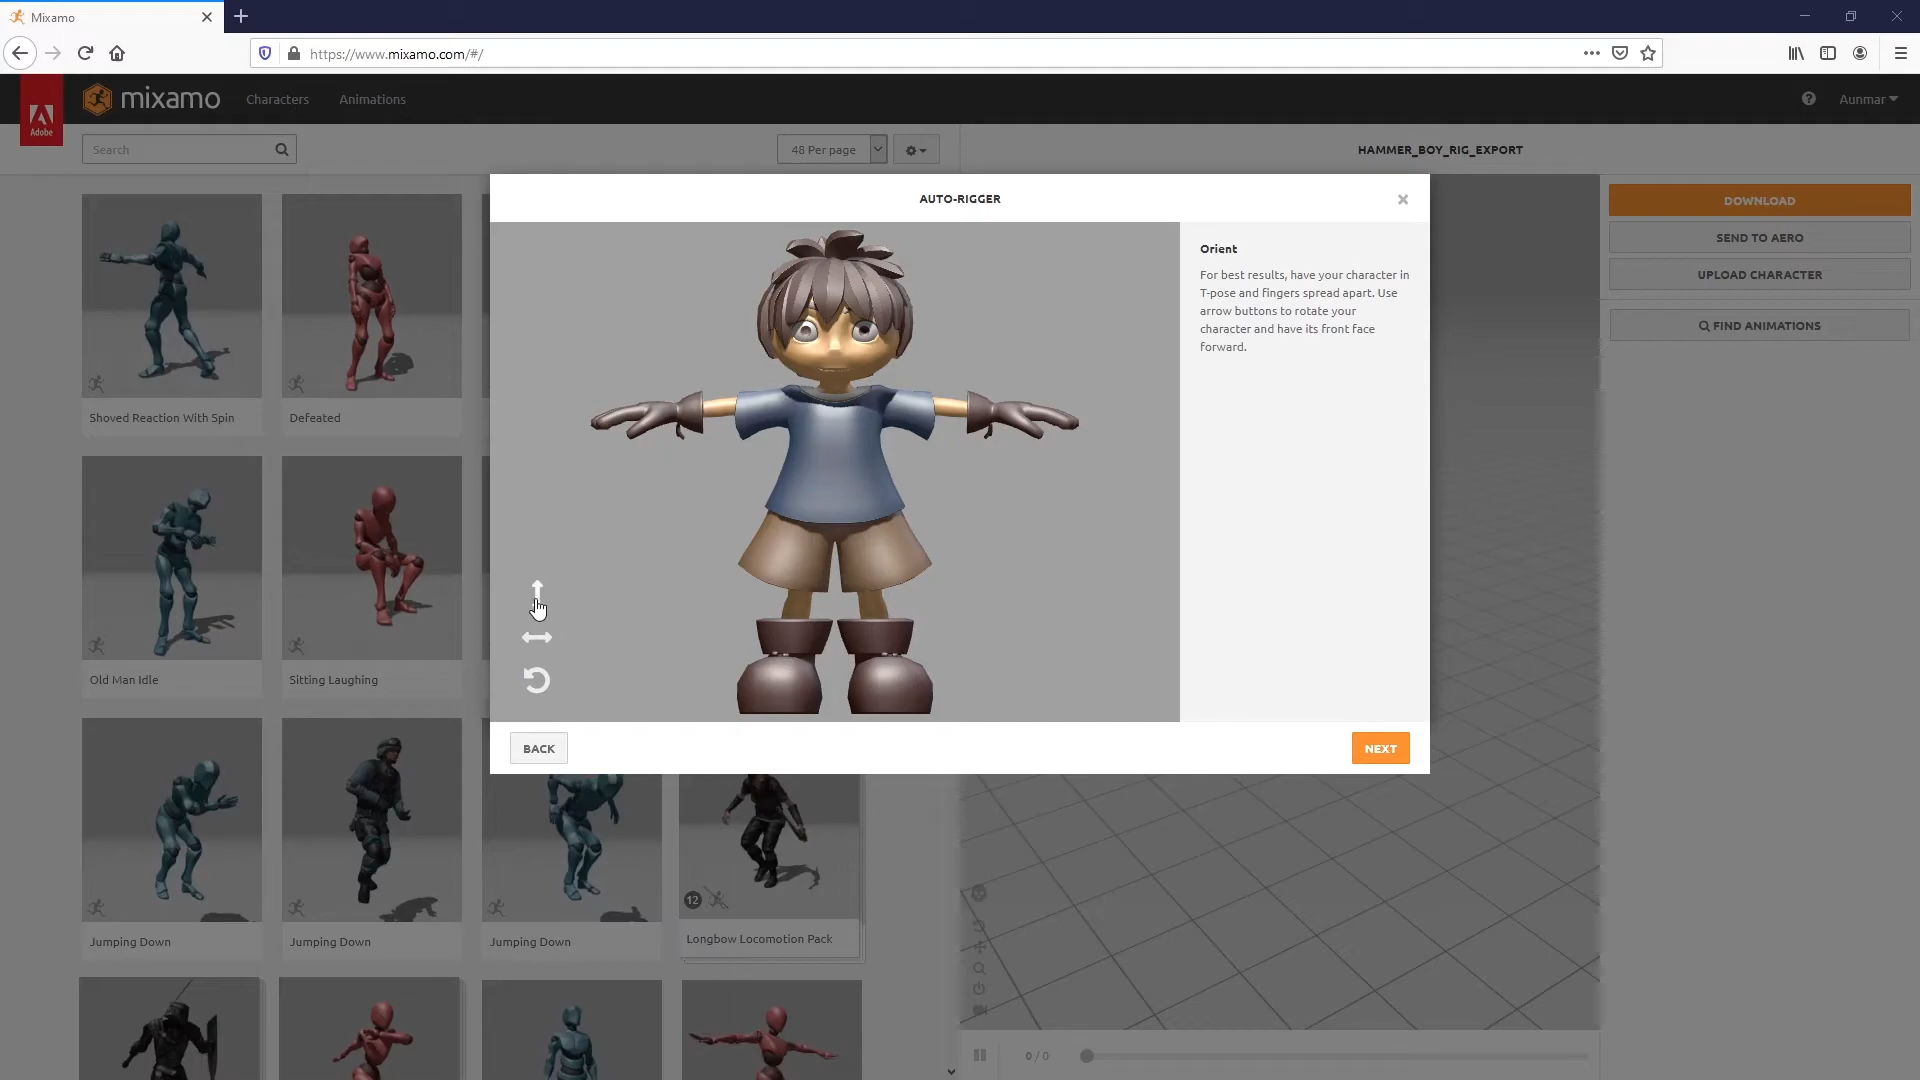 Mixamo
https://www.mixamo.com/#/
Adobe
mixamo
Characters
Animations
Aunmar
Search
48 Per page
HAMMER_BOY_RIG_EXPORT
AUTO-RIGGER
Orient
For best results, have your character in
T-pose and fingers spread apart. Use
arrow buttons to rotate your
character and have its front face
forward.
BACK
NEXT
DOWNLOAD
SEND TO AERO
UPLOAD CHARACTER
FIND ANIMATIONS
Shoved Reaction With Spin
Defeated
Old Man Idle
Sitting Laughing
12
Jumping Down
Jumping Down
Jumping Down
Longbow Locomotion Pack
0 / 0